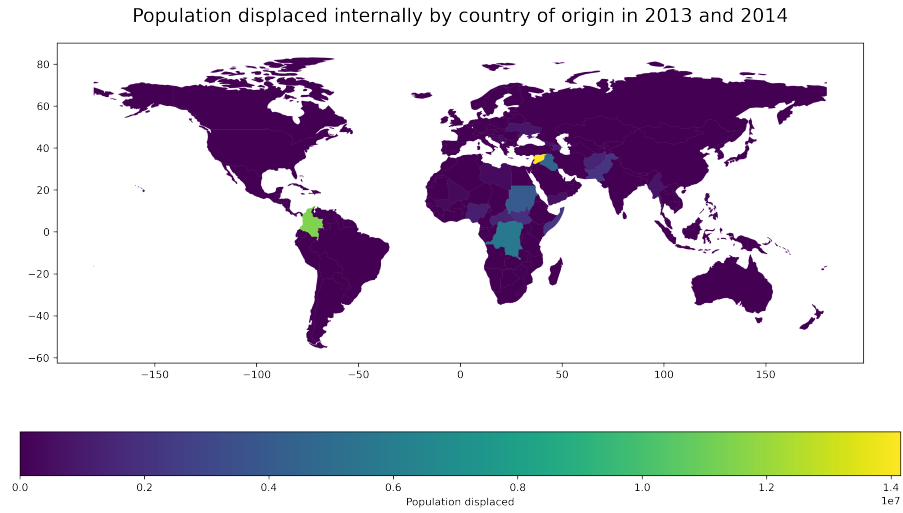 Population displaced internally by country of origin in 2013 and 2014
80
60
40
20
0
−20
−40
−60
−150 −100 −50 0 50 100 150
0.0 0.2 0.4 0.6 0.8 1.0 1.2 1.4
1e7
Population displaced